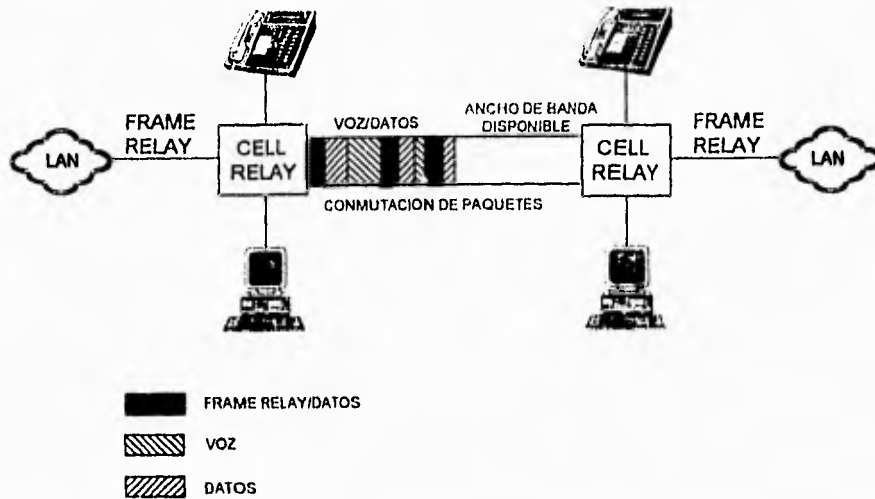 VOZ/DATOS
ANCHO DE BANDA
DISPONIBLE
FRAME
RELAY
LAN
CELL
RELAY
CELL
RELAY
FRAME
RELAY
LAN
CONMUTACIÓN DE PAQUETES
FRAME RELAY/DATOS
VOZ
DATOS